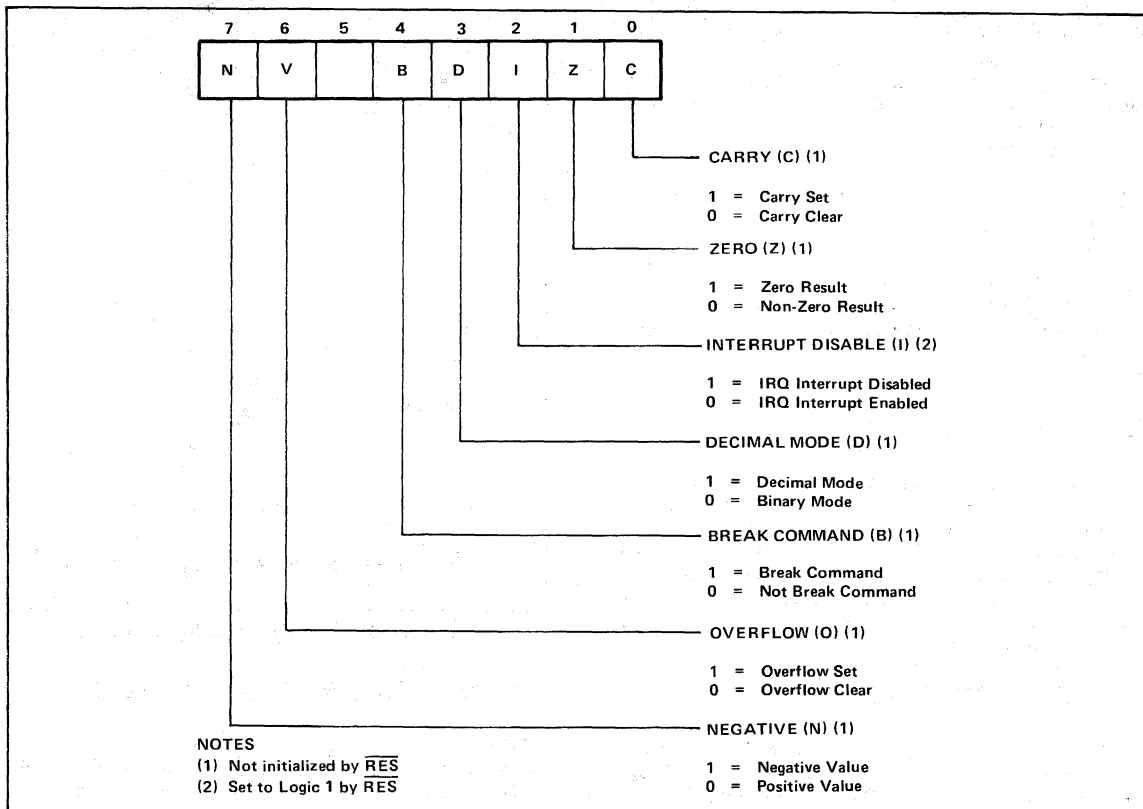 7 6 5 4 3 2 1 0
N V B D I Z C
CARRY (C) (1)
1 = Carry Set
0 = Carry Clear
ZERO (Z) (1)
1 = Zero Result
0 = Non-Zero Result
INTERRUPT DISABLE (I) (2)
1 = IRQ Interrupt Disabled
0 = IRQ Interrupt Enabled
DECIMAL MODE (D) (1)
1 = Decimal Mode
0 = Binary Mode
BREAK COMMAND (B) (1)
1 = Break Command
0 = Not Break Command
OVERFLOW (O) (1)
1 = Overflow Set
0 = Overflow Clear
NEGATIVE (N) (1)
1 = Negative Value
0 = Positive Value
NOTES
(1) Not initialized by R̅E̅S̅
(2) Set to Logic 1 by R̅E̅S̅